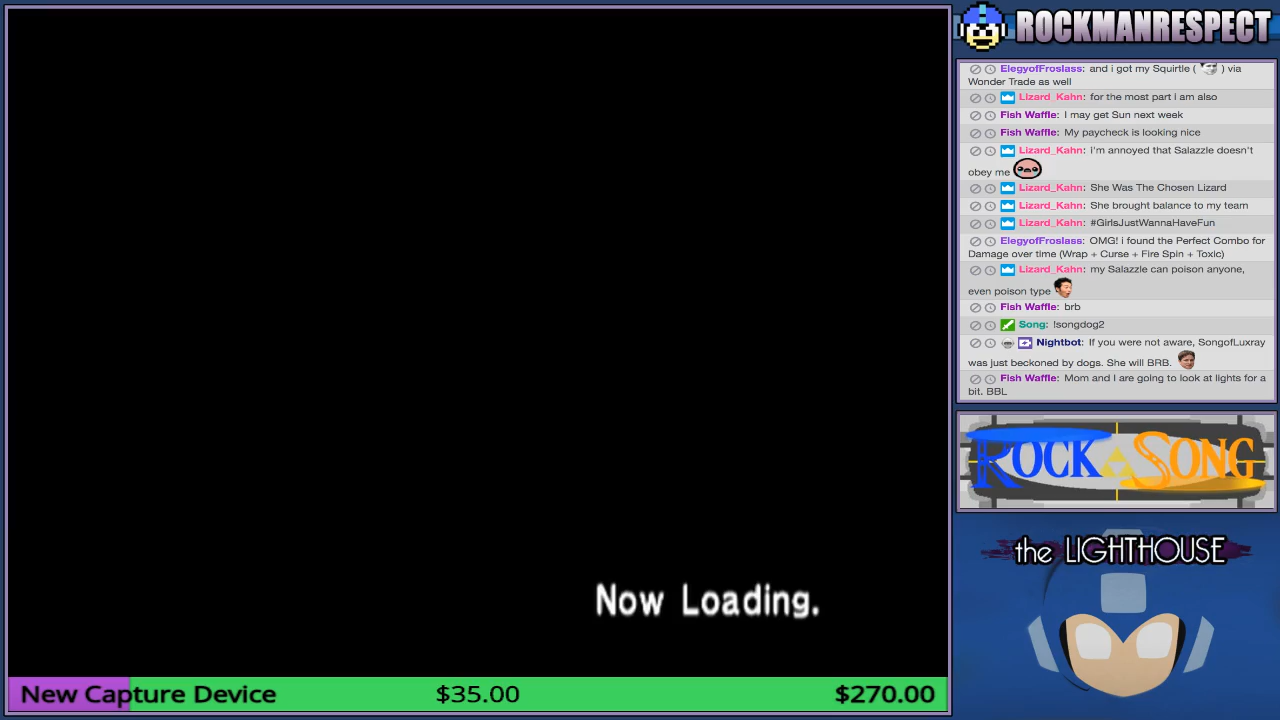 Now Loading.
New Capture Device $35.00 $270.00
ROCKMANRESPECT
ElegyofFroslass: and i got my Squirtle ( ) via
Wonder Trade as well
Lizard_Kahn: for the most part I am also
Fish Waffle: I may get Sun next week
Fish Waffle: My paycheck is looking nice
Lizard_Kahn: I'm annoyed that Salazzle doesn't
obey me
Lizard_Kahn: She Was The Chosen Lizard
Lizard_Kahn: She brought balance to my team
Lizard_Kahn: #GirlsJustWannaHaveFun
ElegyofFroslass: OMG! i found the Perfect Combo for
Damage over time (Wrap + Curse + Fire Spin + Toxic)
Lizard_Kahn: my Salazzle can poison anyone,
even poison type
Fish Waffle: brb
Song: !songdog2
Nightbot: If you were not aware, SongofLuxray
was just beckoned by dogs. She will BRB.
Fish Waffle: Mom and I are going to look at lights for a
bit. BBL
ROCK SONG
the LIGHTHOUSE